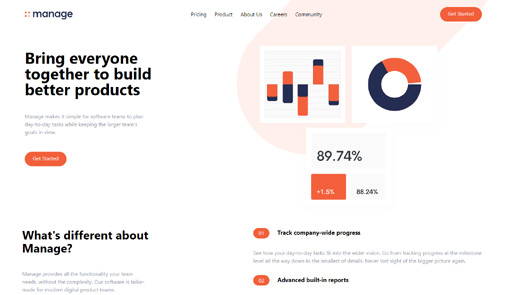 manage
Pricing Product About Us Careers Community
Get Started
Bring everyone
together to build
better products
Manage makes it simple for software teams to plan
day-to-day tasks while keeping the larger team's
goals in view.
Get Started
89.74%
+1.5% 88.24%
What's different about
Manage?
Manage provides all the functionality your team
needs, without the complexity. Our software is tailor-
made for modern digital product teams.
01 Track company-wide progress
See how your day-to-day tasks fit into the wider vision. Go from tracking progress at the milestone
level all the way down to the smallest of details. Never lost sight of the bigger picture again.
02 Advanced built-in reports